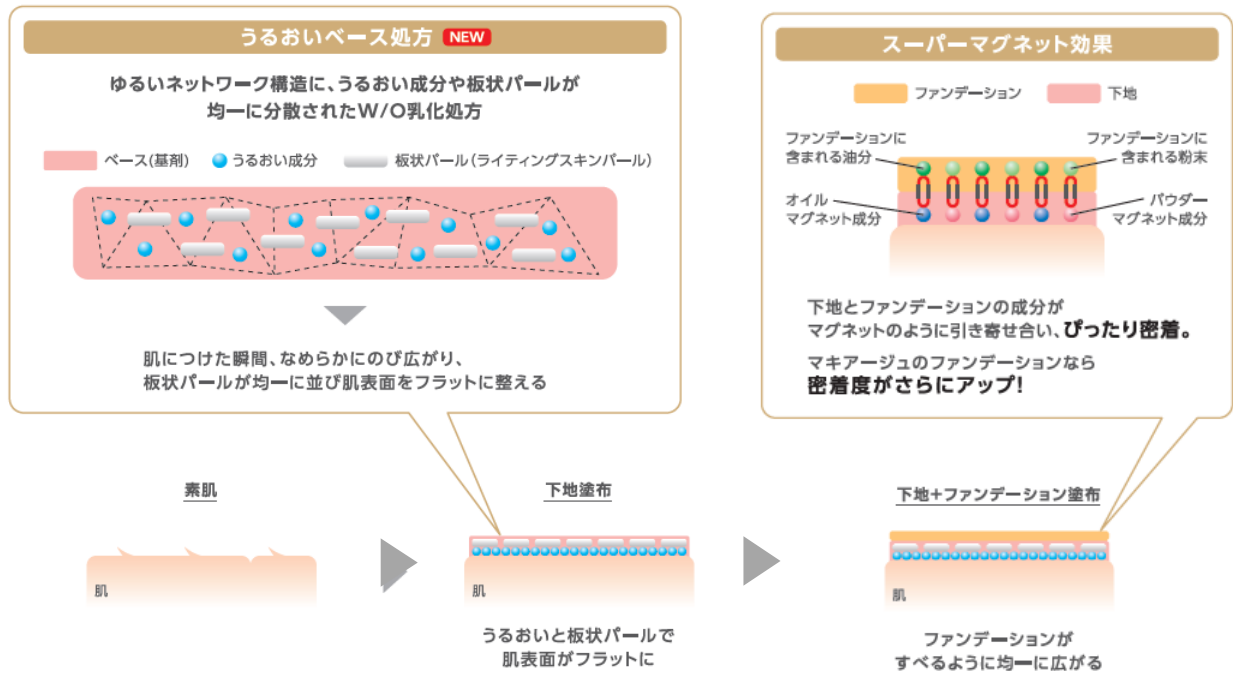 うるおいベース処方 NEW
ゆるいネットワーク構造に、うるおい成分や板状パールが
均一に分散されたW/O乳化処方
ベース(基剤) うるおい成分 板状パール(ライティングスキンパール)
肌につけた瞬間、なめらかにのび広がり、
板状パールが均一に並び肌表面をフラットに整える
スーパーマグネット効果
ファンデーション 下地
ファンデーションに
含まれる油分
ファンデーションに
含まれる粉末
オイル
マグネット成分
パウダー
マグネット成分
下地とファンデーションの成分が
マグネットのように引き寄せ合い、ぴったり密着。
マキアージュのファンデーションなら
密着度がさらにアップ!
素肌
肌
下地塗布
肌
うるおいと板状パールで
肌表面がフラットに
下地+ファンデーション塗布
肌
ファンデーションが
すべるように均一に広がる